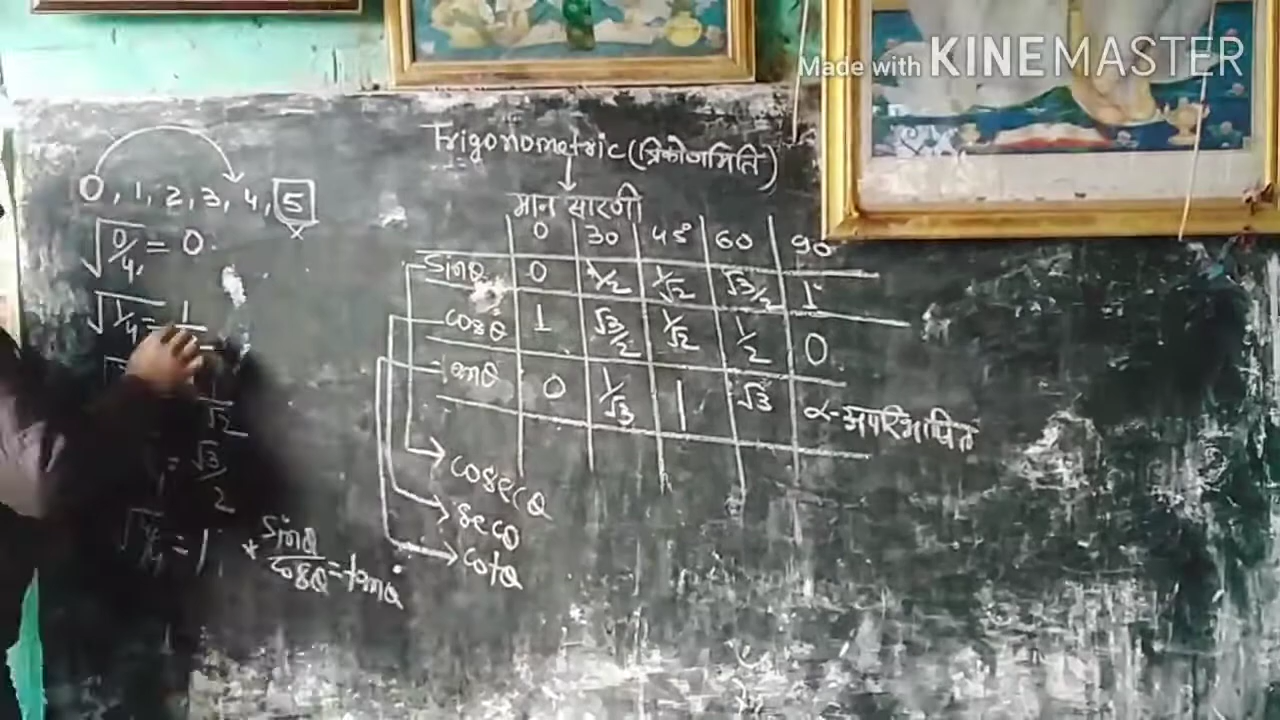 Made with KINEMASTER
Trigonometric (त्रिकोणमिति)
मान सारणी
0, 1, 2, 3, 4, 5
x
√0/4 = 0
√1/4 = 1
1/√2
= √3/2
= 1
* sinθ/cosθ = tanθ
0 30 45° 60 90
sinθ 0 1/2 1/√2 √3/2 1
cosθ 1 √3/2 1/√2 1/2 0
tanθ 0 1/√3 1 √3 α-अपरिभाषित
cosecθ
secθ
cotθ